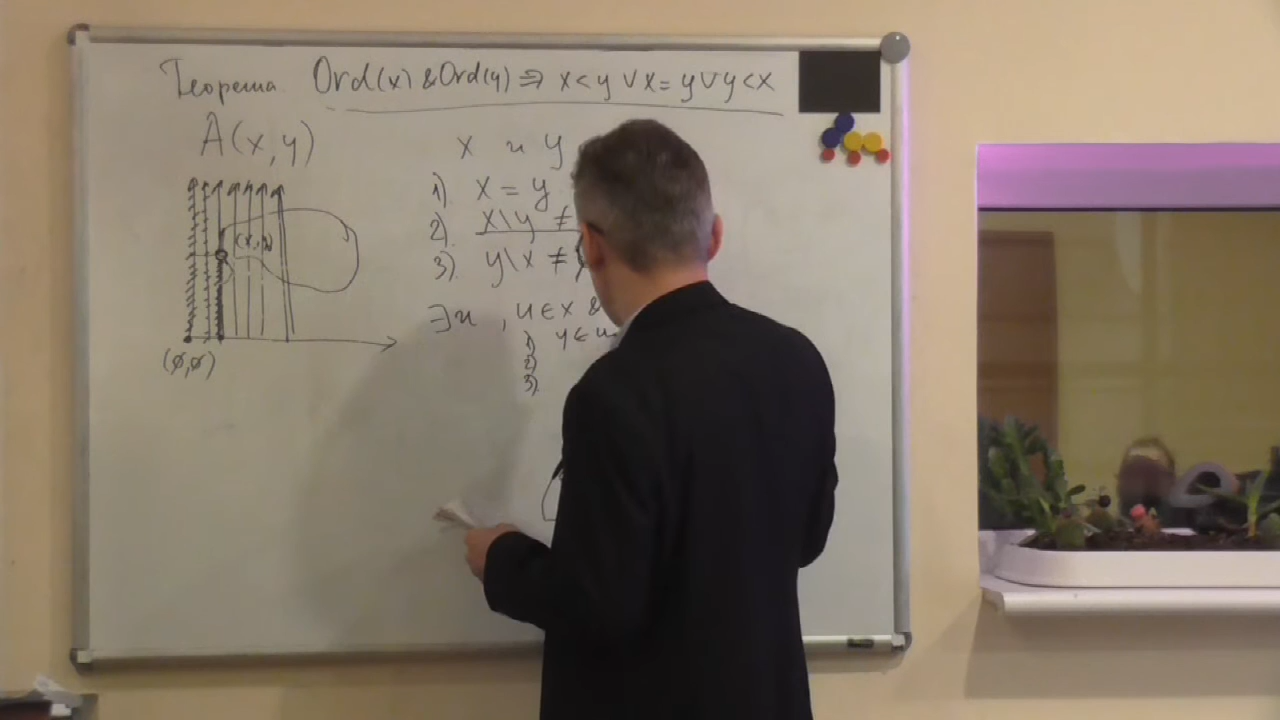 Теорема. Ord(x) & Ord(y) ⇒ x < y ∨ x = y ∨ y < x
Â(x, y)
(x, y)
(∅,∅)
x и y
1). x = y
2). x\y ≠
3). y\x ≠
∃u , u ∈ x &
1) y ∈ u
2)
3).